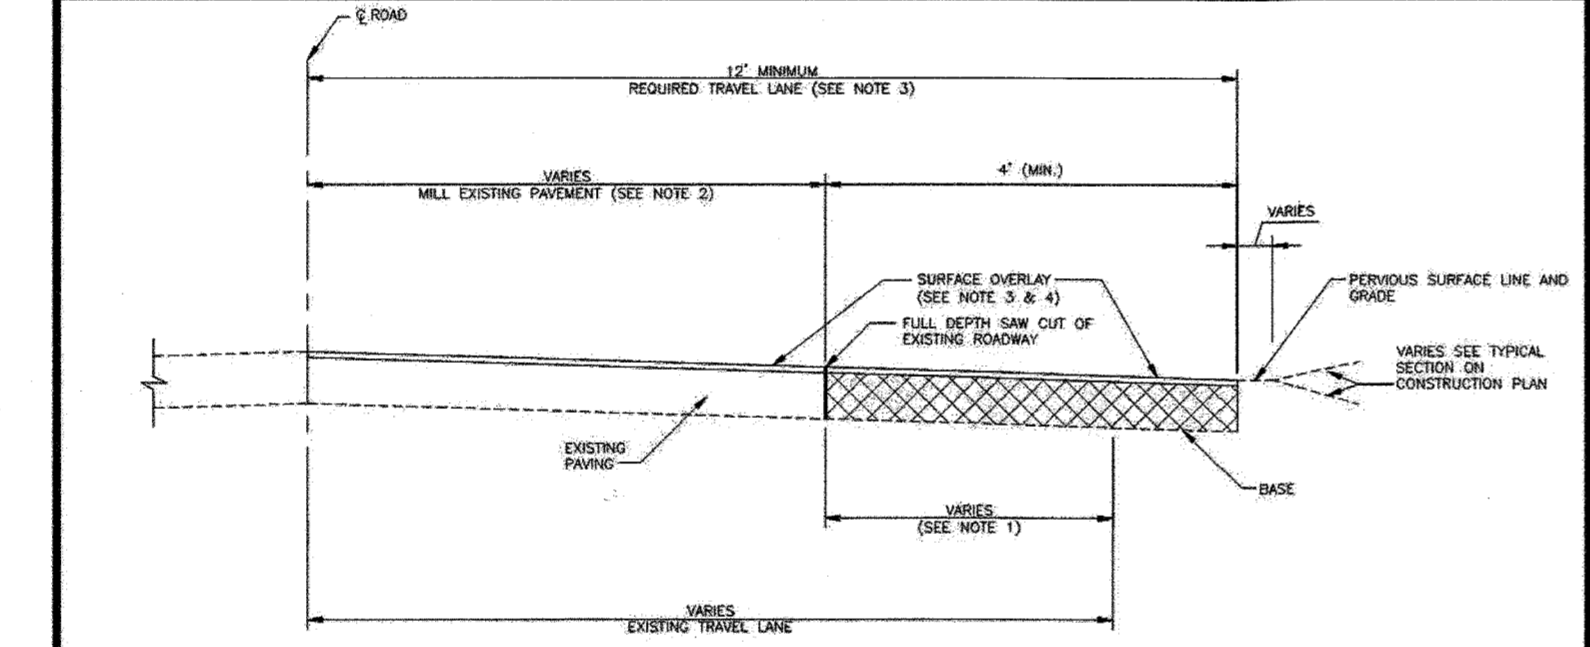 ℄ ROAD
12' MINIMUM
REQUIRED TRAVEL LANE (SEE NOTE 3)
VARIES
MILL EXISTING PAVEMENT (SEE NOTE 2)
4' (MIN.)
VARIES
SURFACE OVERLAY
(SEE NOTE 3 & 4)
PERVIOUS SURFACE LINE AND
GRADE
FULL DEPTH SAW CUT OF
EXISTING ROADWAY
VARIES SEE TYPICAL
SECTION ON
CONSTRUCTION PLAN
EXISTING
PAVING
BASE
VARIES
(SEE NOTE 1)
VARIES
EXISTING TRAVEL LANE